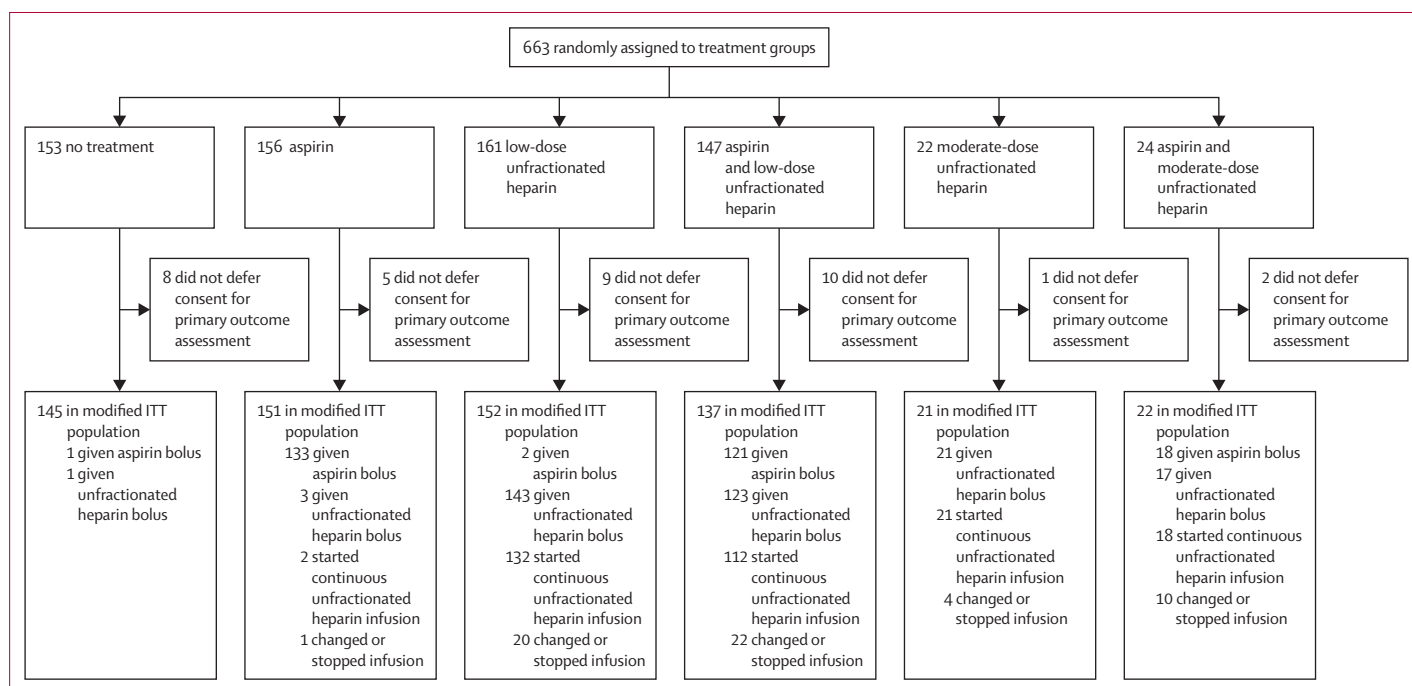 663 randomly assigned to treatment groups
153 no treatment
156 aspirin
161 low-dose
unfractionated
heparin
147 aspirin
and low-dose
unfractionated
heparin
22 moderate-dose
unfractionated
heparin
24 aspirin and
moderate-dose
unfractionated
heparin
8 did not defer
consent for
primary outcome
assessment
5 did not defer
consent for
primary outcome
assessment
9 did not defer
consent for
primary outcome
assessment
10 did not defer
consent for
primary outcome
assessment
1 did not defer
consent for
primary outcome
assessment
2 did not defer
consent for
primary outcome
assessment
145 in modified ITT
population
1 given aspirin bolus
1 given
unfractionated
heparin bolus
151 in modified ITT
population
133 given
aspirin bolus
3 given
unfractionated
heparin bolus
2 started
continuous
unfractionated
heparin infusion
1 changed or
stopped infusion
152 in modified ITT
population
2 given
aspirin bolus
143 given
unfractionated
heparin bolus
132 started
continuous
unfractionated
heparin infusion
20 changed or
stopped infusion
137 in modified ITT
population
121 given
aspirin bolus
123 given
unfractionated
heparin bolus
112 started
continuous
unfractionated
heparin infusion
22 changed or
stopped infusion
21 in modified ITT
population
21 given
unfractionated
heparin bolus
21 started
continuous
unfractionated
heparin infusion
4 changed or
stopped infusion
22 in modified ITT
population
18 given aspirin bolus
17 given
unfractionated
heparin bolus
18 started continuous
unfractionated
heparin infusion
10 changed or
stopped infusion